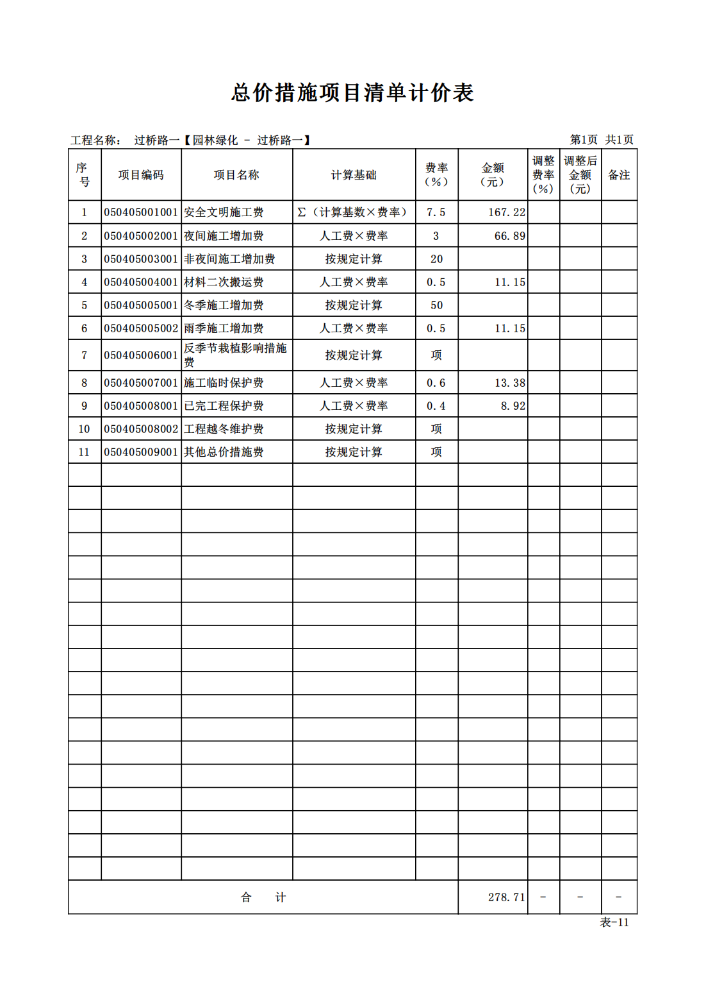 总价措施项目清单计价表
工程名称： 过桥路一【园林绿化 - 过桥路一】 第1页 共1页
序号 项目编码 项目名称 计算基础 费率（%） 金额（元） 调整费率(%) 调整后金额(元) 备注
1 050405001001 安全文明施工费 Σ（计算基数×费率） 7.5 167.22
2 050405002001 夜间施工增加费 人工费×费率 3 66.89
3 050405003001 非夜间施工增加费 按规定计算 20
4 050405004001 材料二次搬运费 人工费×费率 0.5 11.15
5 050405005001 冬季施工增加费 按规定计算 50
6 050405005002 雨季施工增加费 人工费×费率 0.5 11.15
7 050405006001 反季节栽植影响措施费 按规定计算 项
8 050405007001 施工临时保护费 人工费×费率 0.6 13.38
9 050405008001 已完工程保护费 人工费×费率 0.4 8.92
10 050405008002 工程越冬维护费 按规定计算 项
11 050405009001 其他总价措施费 按规定计算 项
合 计 278.71 - - -
表-11